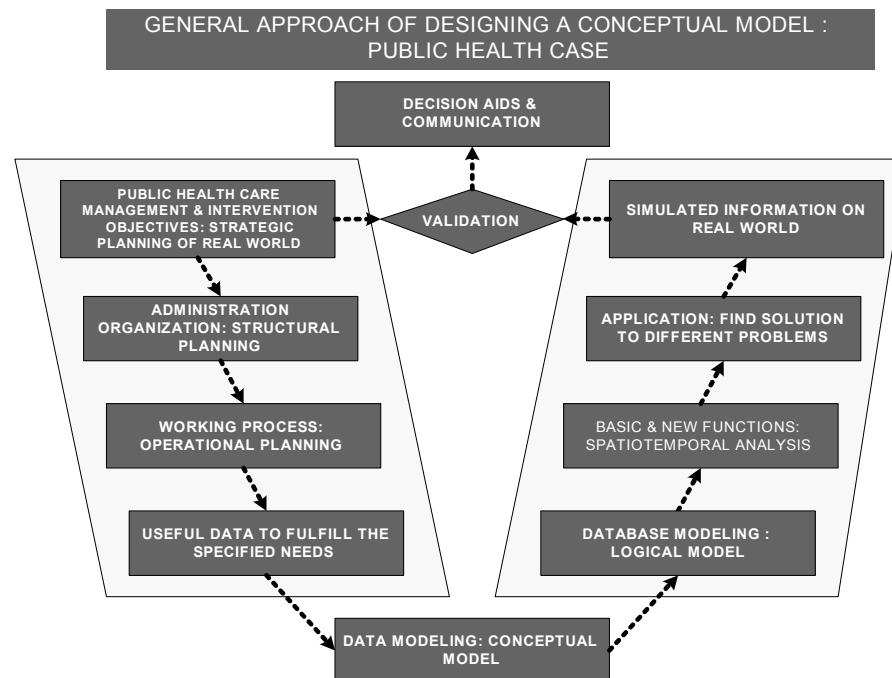 GENERAL APPROACH OF DESIGNING A CONCEPTUAL MODEL :
PUBLIC HEALTH CASE
DECISION AIDS &
COMMUNICATION
PUBLIC HEALTH CARE
MANAGEMENT & INTERVENTION
OBJECTIVES: STRATEGIC
PLANNING OF REAL WORLD
VALIDATION
SIMULATED INFORMATION ON
REAL WORLD
ADMINISTRATION
ORGANIZATION: STRUCTURAL
PLANNING
APPLICATION: FIND SOLUTION
TO DIFFERENT PROBLEMS
WORKING PROCESS:
OPERATIONAL PLANNING
BASIC & NEW FUNCTIONS:
SPATIOTEMPORAL ANALYSIS
USEFUL DATA TO FULFILL THE
SPECIFIED NEEDS
DATABASE MODELING :
LOGICAL MODEL
DATA MODELING: CONCEPTUAL
MODEL